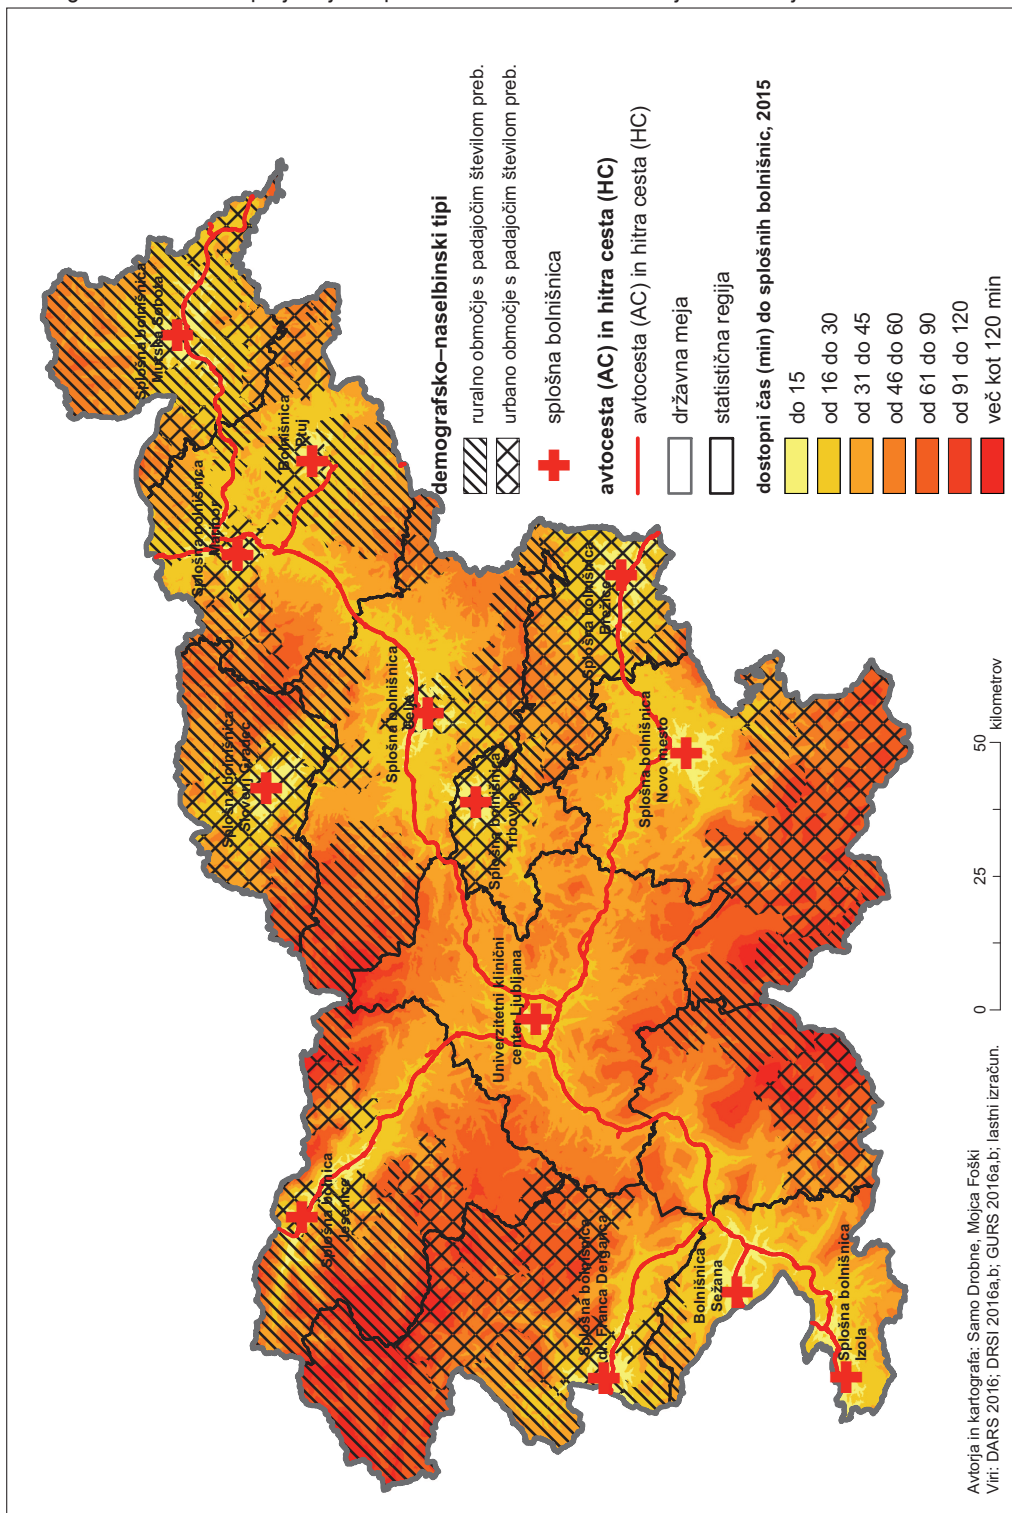 Splošna bolnišnica
Murska Sobota
Splošna bolnišnica
Maribor
Bolnišnica
Ptuj
Splošna bolnišnica
Slovenj Gradec
Splošna bolnišnica
Celje
Splošna bolnišnica
Trbovlje
Splošna bolnišnica
Brežice
Splošna bolnišnica
Novo mesto
Univerzitetni klinični
center Ljubljana
Splošna bolnica
Jesenice
Splošna bolnišnica
dr. Franca Derganca
Bolnišnica
Sežana
Splošna bolnišnica
Izola
demografsko–naselbinski tipi
ruralno območje s padajočim številom preb.
urbano območje s padajočim številom preb.
splošna bolnišnica
avtocesta (AC) in hitra cesta (HC)
avtocesta (AC) in hitra cesta (HC)
državna meja
statistična regija
dostopni čas (min) do splošnih bolnišnic, 2015
do 15
od 16 do 30
od 31 do 45
od 46 do 60
od 61 do 90
od 91 do 120
več kot 120 min
0 25 50
kilometrov
Avtorja in kartografa: Samo Drobne, Mojca Foški
Viri: DARS 2016; DRSI 2016a,b; GURS 2016a,b; lastni izračun.